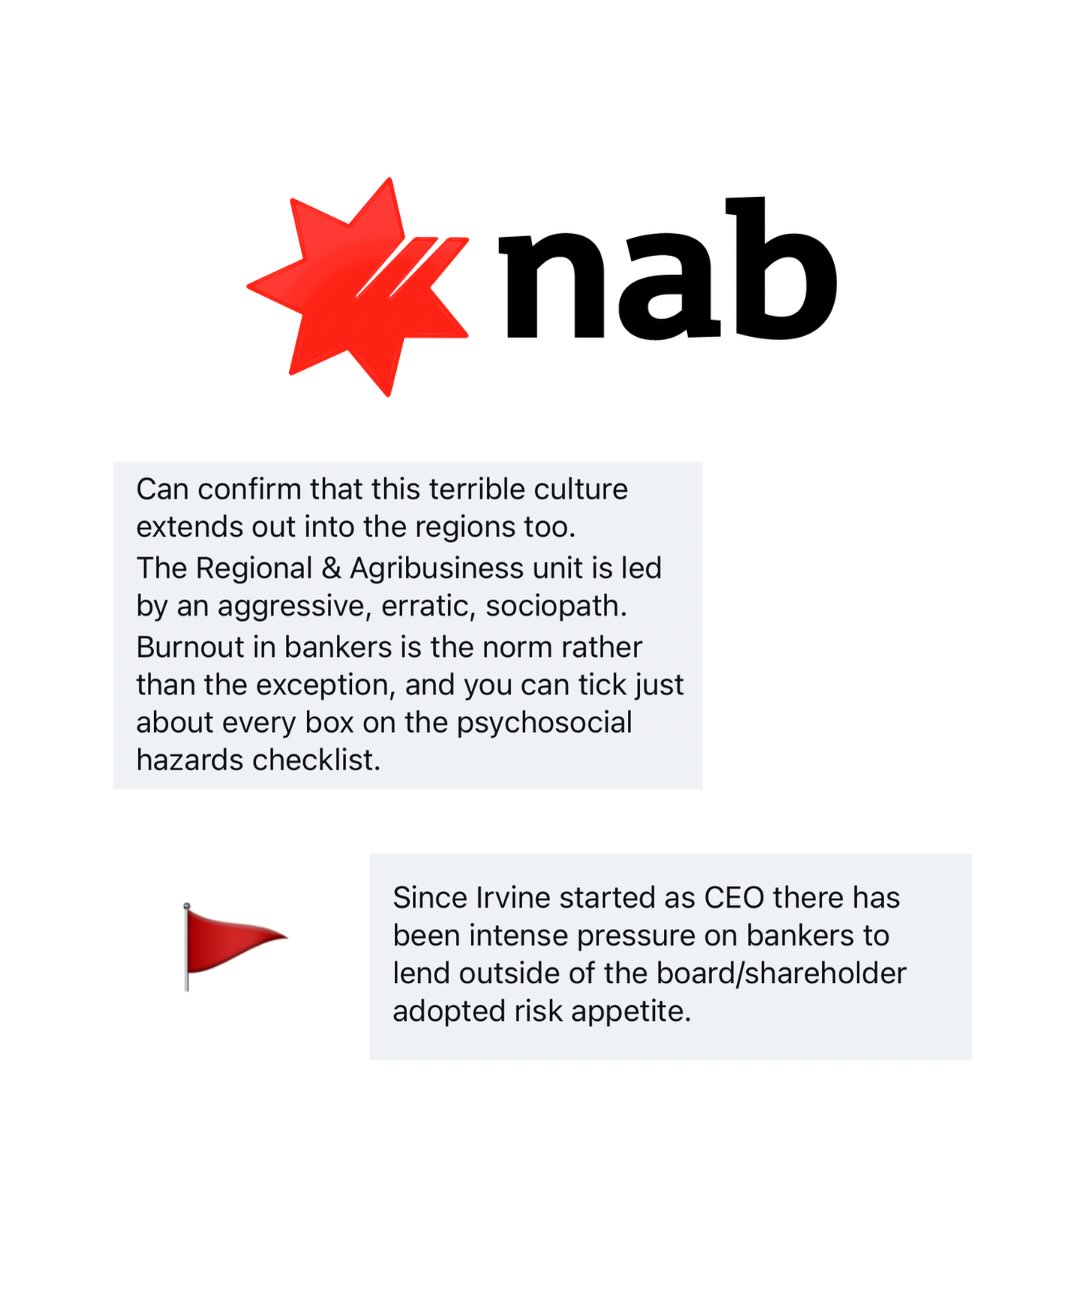 nab
Can confirm that this terrible culture
extends out into the regions too.
The Regional & Agribusiness unit is led
by an aggressive, erratic, sociopath.
Burnout in bankers is the norm rather
than the exception, and you can tick just
about every box on the psychosocial
hazards checklist.
Since Irvine started as CEO there has
been intense pressure on bankers to
lend outside of the board/shareholder
adopted risk appetite.